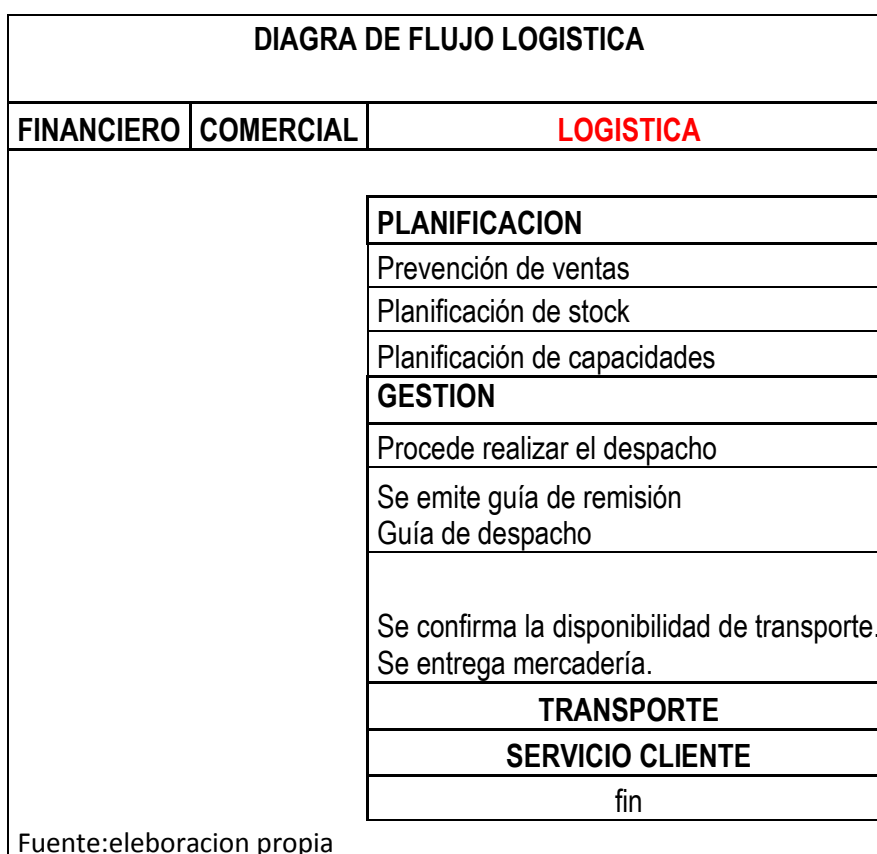 DIAGRA DE FLUJO LOGISTICA
FINANCIERO COMERCIAL LOGISTICA
PLANIFICACION
Prevención de ventas
Planificación de stock
Planificación de capacidades
GESTION
Procede realizar el despacho
Se emite guía de remisión
Guía de despacho
Se confirma la disponibilidad de transporte.
Se entrega mercadería.
TRANSPORTE
SERVICIO CLIENTE
fin
Fuente:eleboracion propia